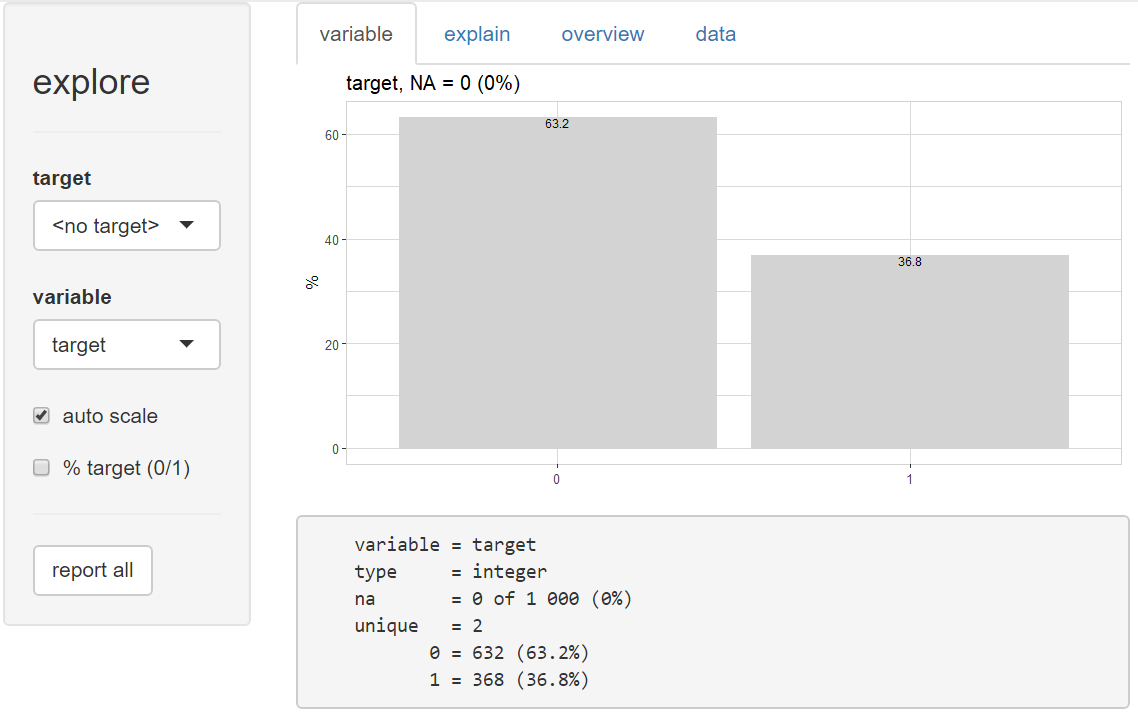 explore
target
<no target>
variable
target
auto scale
% target (0/1)
report all
variable explain overview data
target, NA = 0 (0%)
63.2
36.8
60
40
20
0
%
0 1
variable = target
type     = integer
na       = 0 of 1 000 (0%)
unique   = 2
       0 = 632 (63.2%)
       1 = 368 (36.8%)